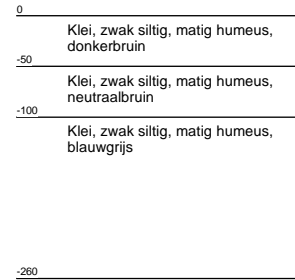 0
Klei, zwak siltig, matig humeus,
donkerbruin
-50
Klei, zwak siltig, matig humeus,
neutraalbruin
-100
Klei, zwak siltig, matig humeus,
blauwgrijs
-260